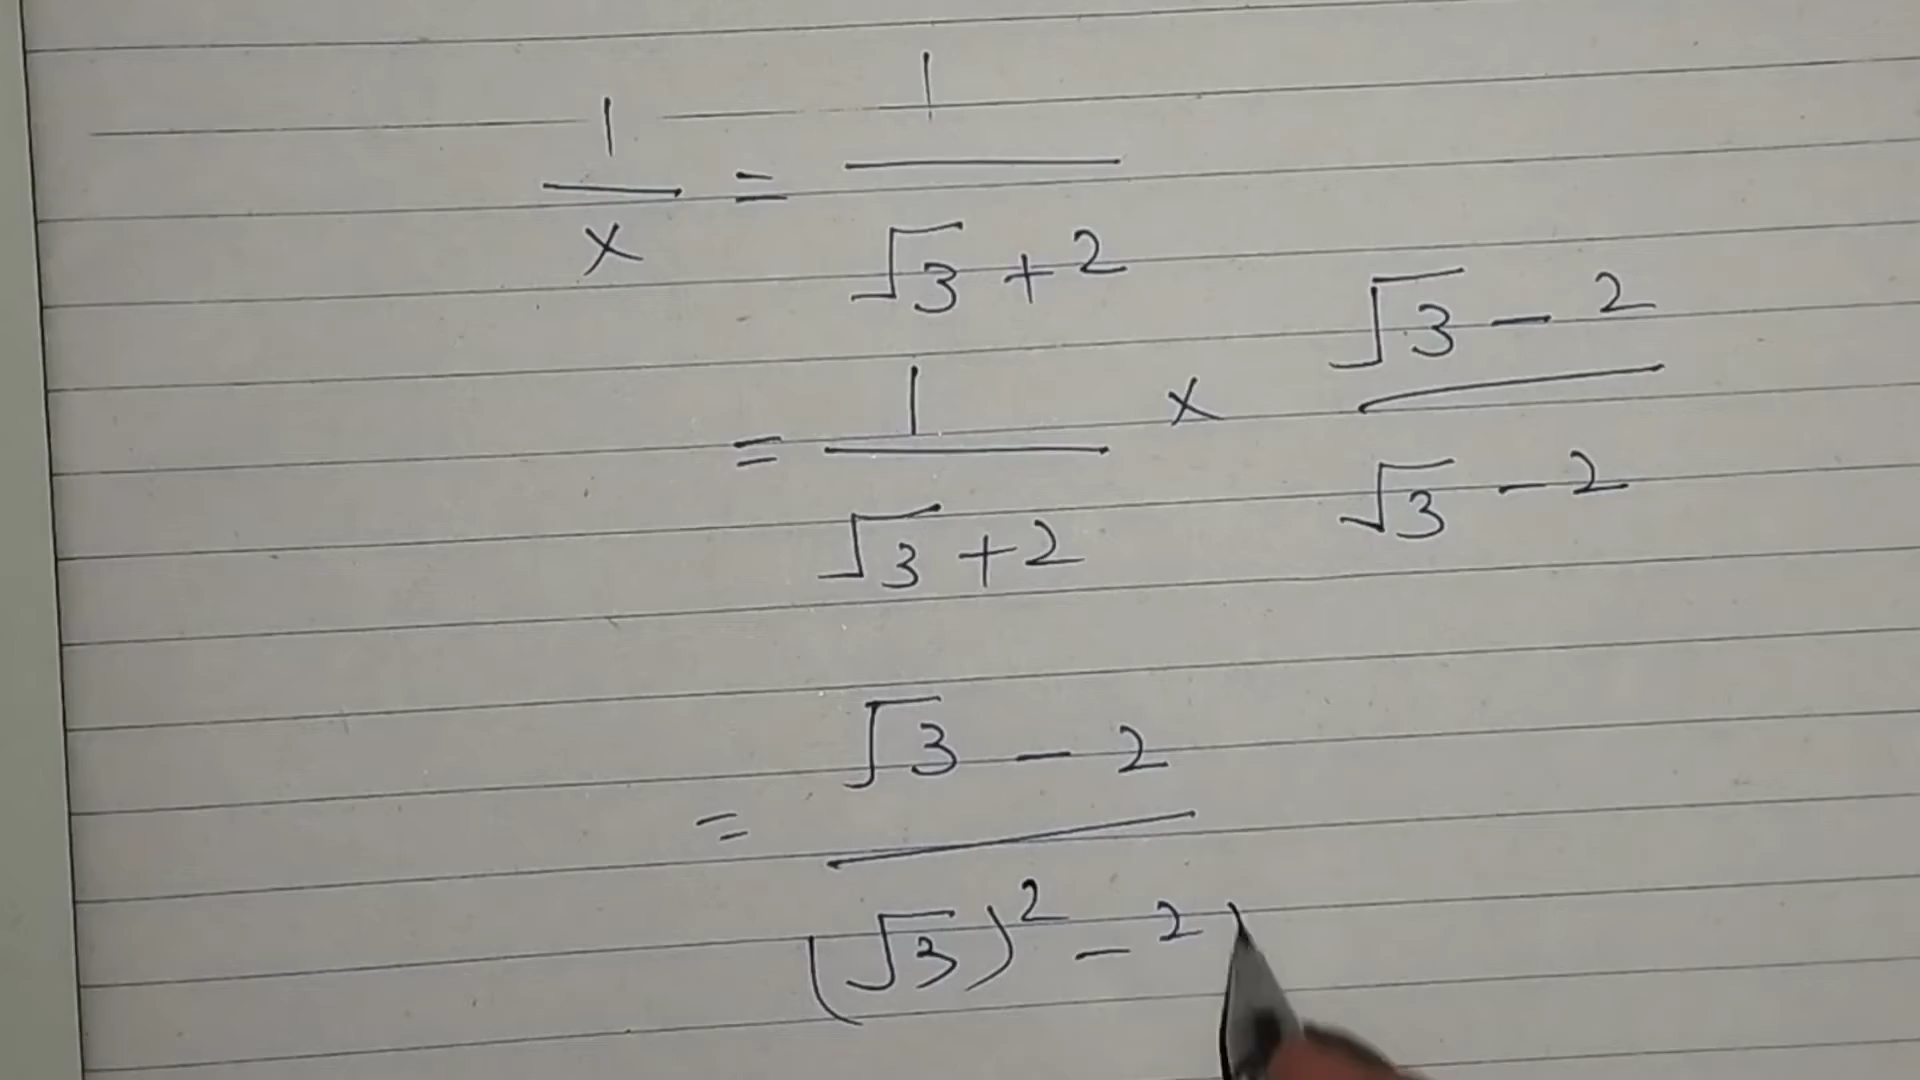 1/x = 1/(√3 + 2)
= 1/(√3 + 2) × (√3 - 2)/(√3 - 2)
= (√3 - 2)/((√3)² - 2